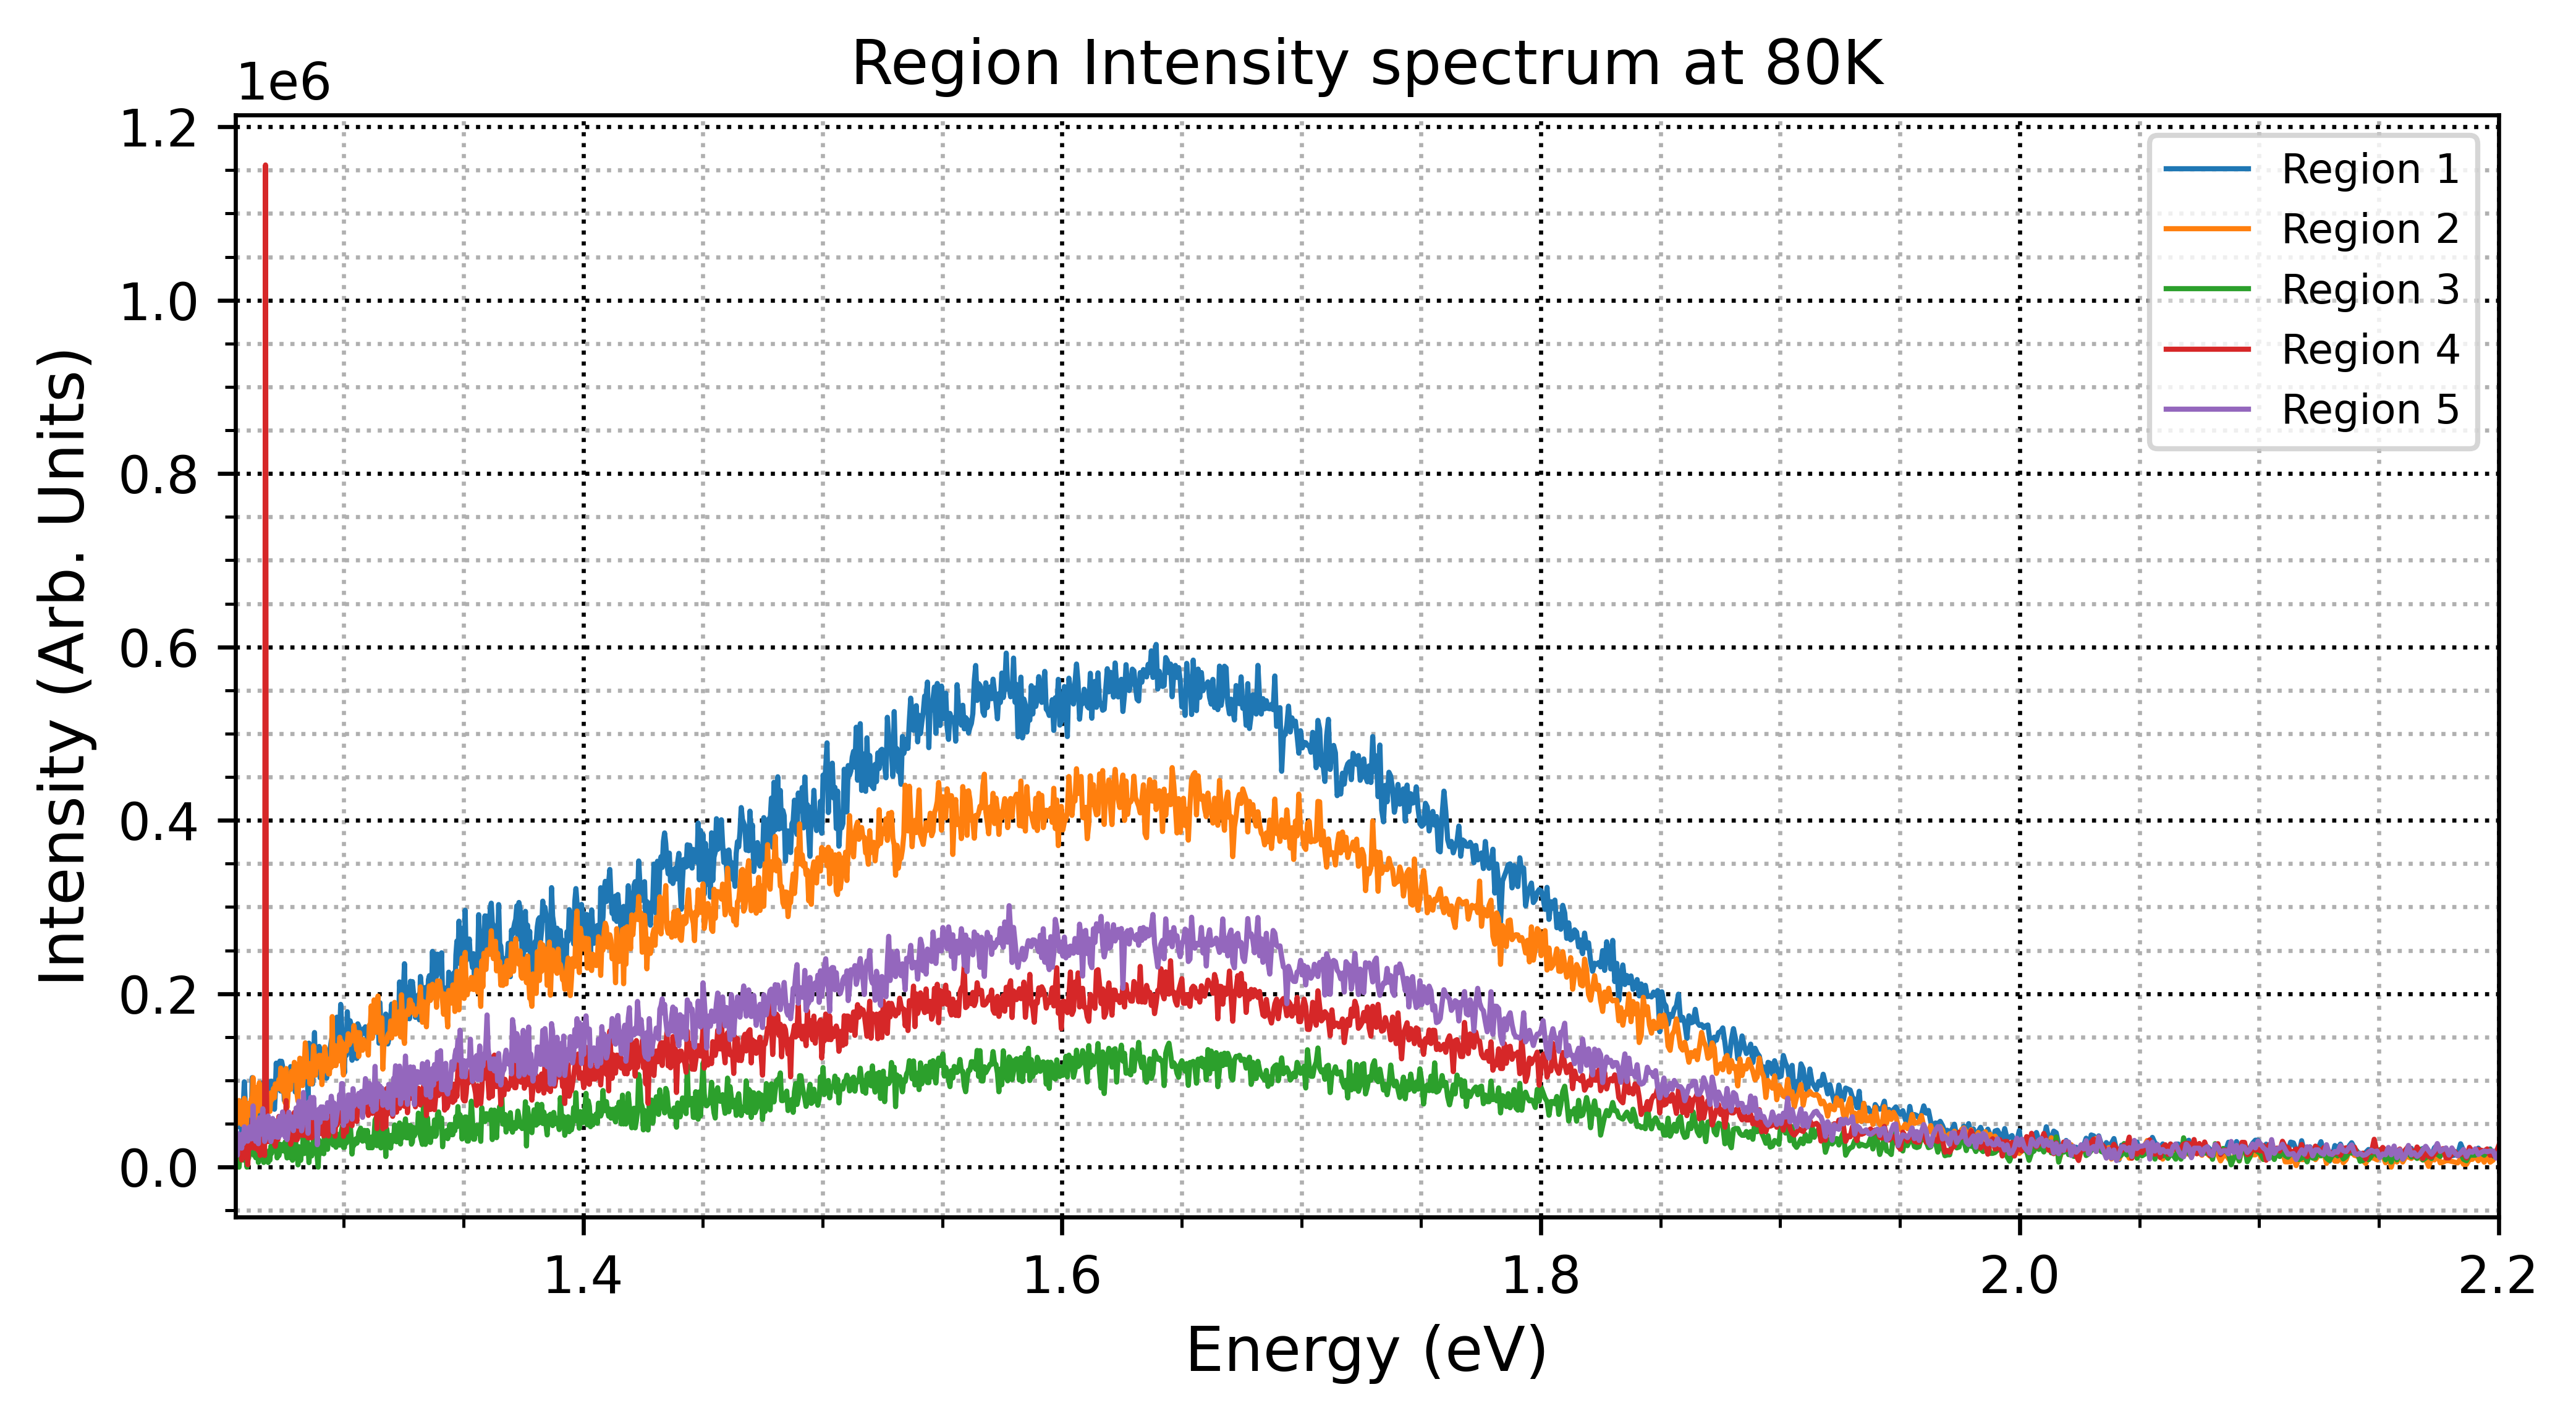 Region Intensity spectrum at 80K
1e6
1.2
1.0
0.8
0.6
0.4
0.2
0.0
Intensity (Arb. Units)
Region 1
Region 2
Region 3
Region 4
Region 5
1.4
1.6
1.8
2.0
2.2
Energy (eV)